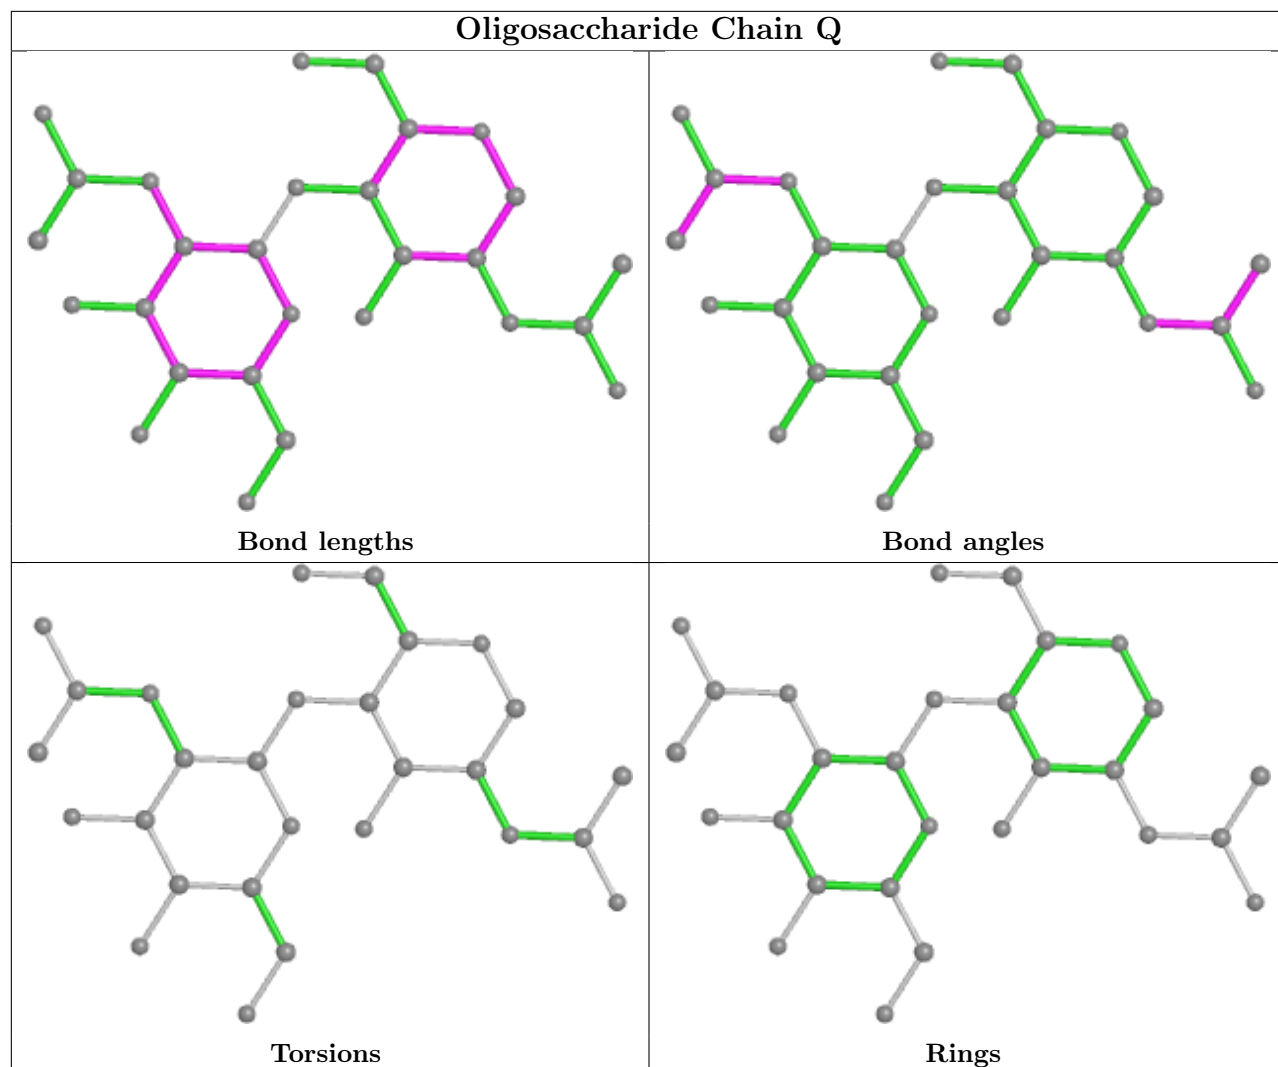 Oligosaccharide Chain Q
Bond lengths
Bond angles
Torsions
Rings